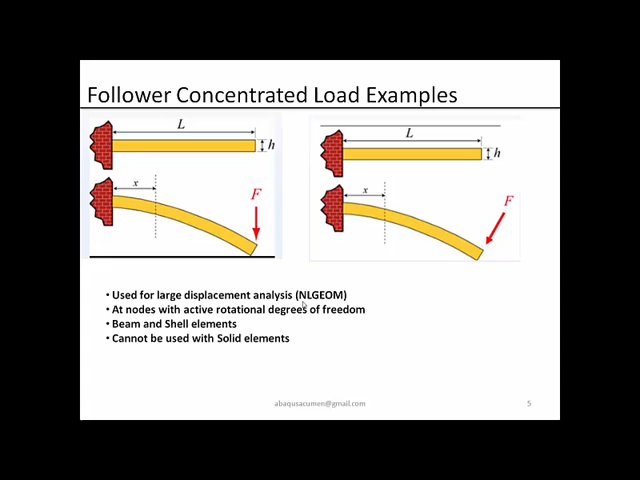 Follower Concentrated Load Examples
L
h
x
F
L
h
x
F
• Used for large displacement analysis (NLGEOM)
• At nodes with active rotational degrees of freedom
• Beam and Shell elements
• Cannot be used with Solid elements
abaqusacumen@gmail.com
5